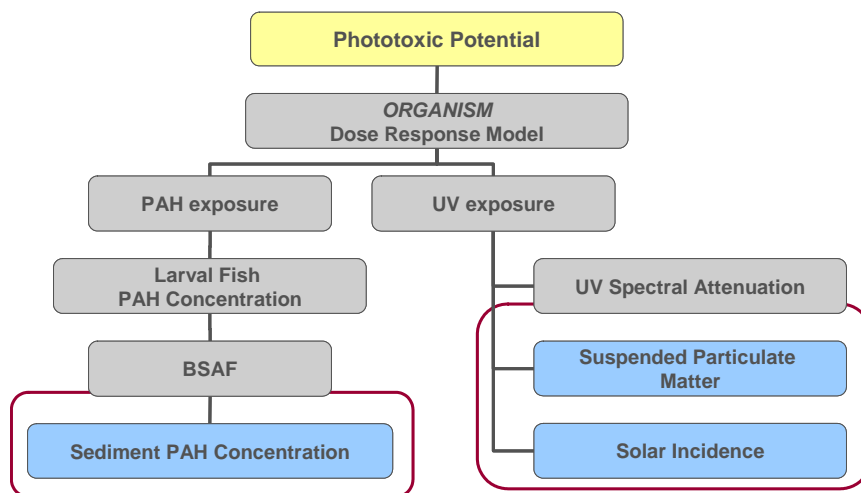 Phototoxic Potential
ORGANISM
Dose Response Model
PAH exposure
UV exposure
Larval Fish
PAH Concentration
UV Spectral Attenuation
BSAF
Suspended Particulate
Matter
Sediment PAH Concentration
Solar Incidence